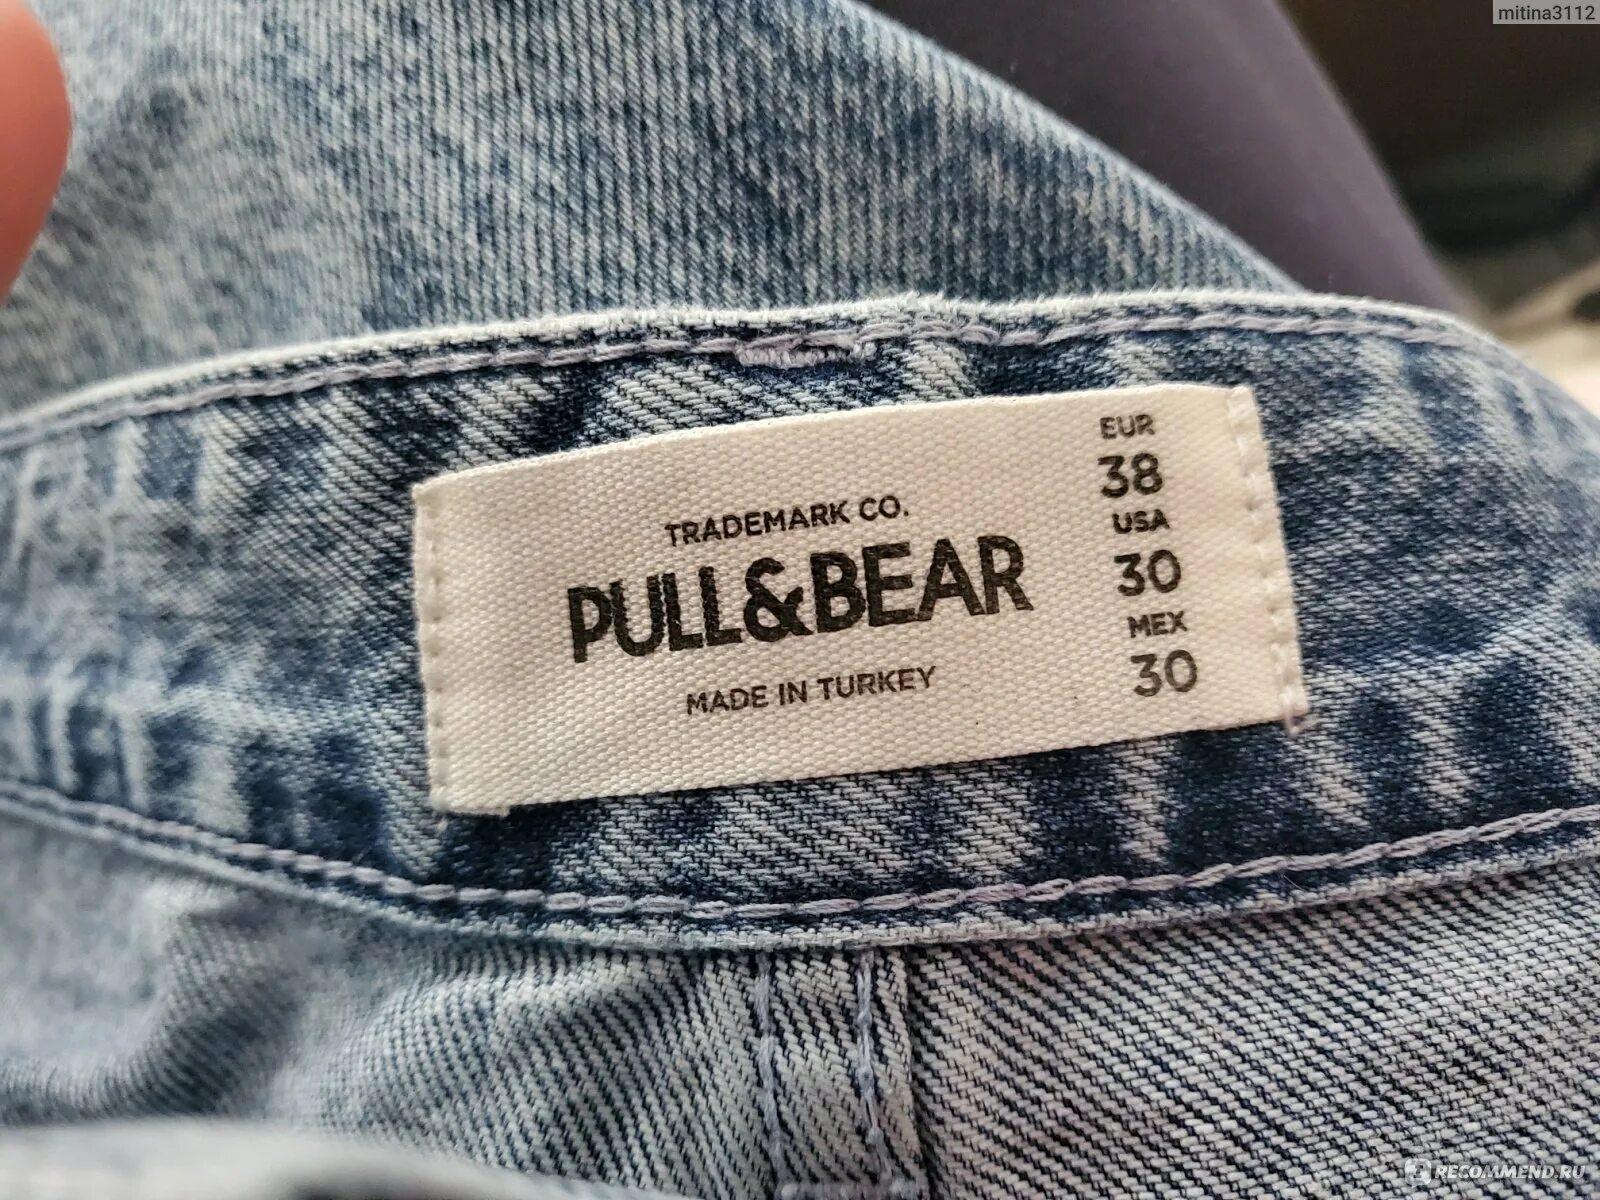 mitina3112
EUR
38
TRADEMARK CO.
USA
PULL&BEAR
30
MEX
MADE IN TURKEY
30
RECOMMEND.RU